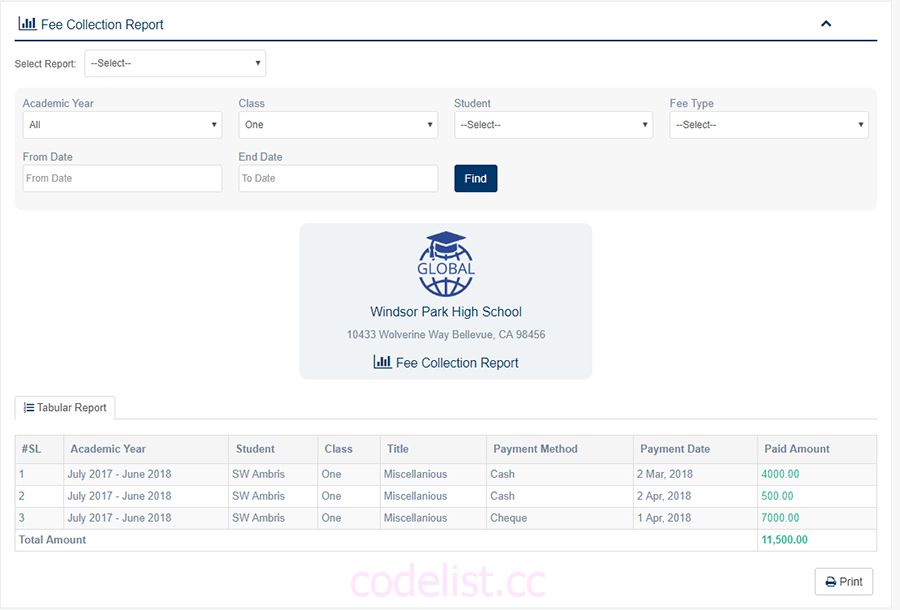 Fee Collection Report
Select Report: --Select--
Academic Year Class Student Fee Type
All One --Select-- --Select--
From Date End Date
From Date To Date Find
GLOBAL
Windsor Park High School
10433 Wolverine Way Bellevue, CA 98456
Fee Collection Report
Tabular Report
#SL Academic Year Student Class Title Payment Method Payment Date Paid Amount
1 July 2017 - June 2018 SW Ambris One Miscellanious Cash 2 Mar, 2018 4000.00
2 July 2017 - June 2018 SW Ambris One Miscellanious Cash 2 Apr, 2018 500.00
3 July 2017 - June 2018 SW Ambris One Miscellanious Cheque 1 Apr, 2018 7000.00
Total Amount 11,500.00
codelist.cc
Print